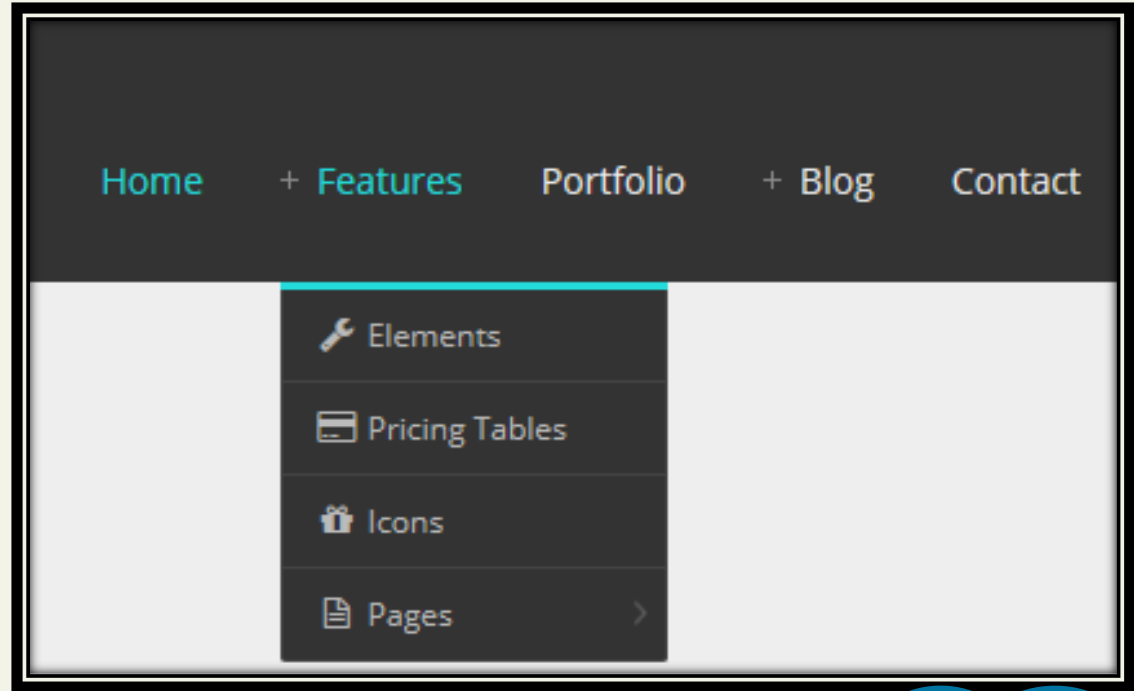 Home + Features Portfolio + Blog Contact
Elements
Pricing Tables
Icons
Pages